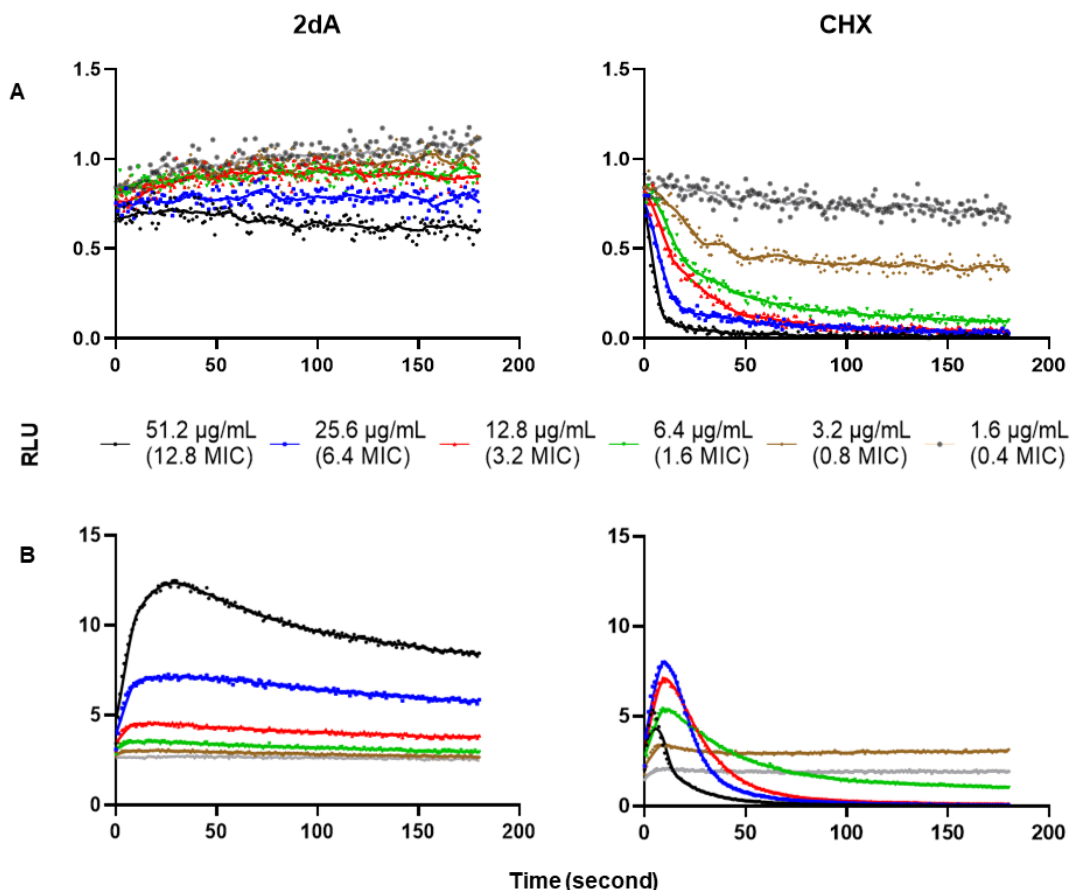 2dA CHX
A
1.5 1.5
1.0 1.0
0.5 0.5
0.0 0.0
0 50 100 150 200 0 50 100 150 200
RLU
51.2 µg/mL 25.6 µg/mL 12.8 µg/mL 6.4 µg/mL 3.2 µg/mL 1.6 µg/mL
(12.8 MIC) (6.4 MIC) (3.2 MIC) (1.6 MIC) (0.8 MIC) (0.4 MIC)
B
15 15
10 10
5 5
0 0
0 50 100 150 200 0 50 100 150 200
Time (second)